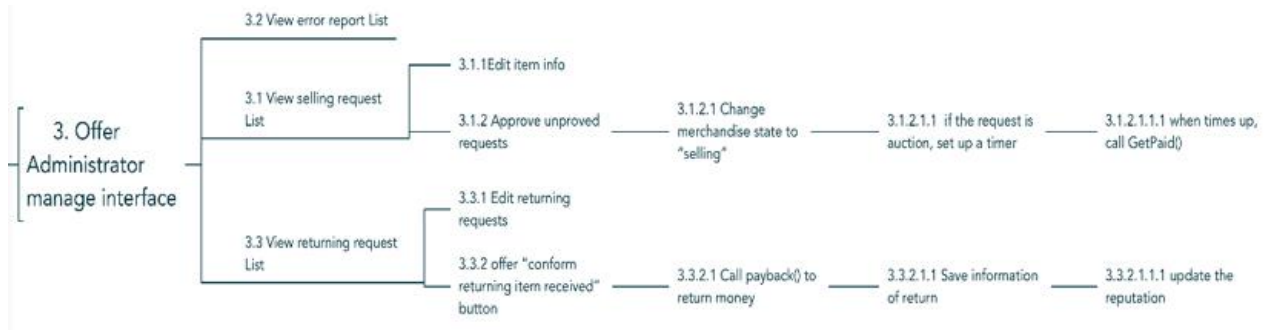 3. Offer
Administrator
manage interface
3.2 View error report List
3.1 View selling request
List
3.1.1Edit item info
3.1.2 Approve unproved
requests
3.1.2.1 Change
merchandise state to
"selling"
3.1.2.1.1 if the request is
auction, set up a timer
3.1.2.1.1.1 when times up,
call GetPaid()
3.3 View returning request
List
3.3.1 Edit returning
requests
3.3.2 offer "conform
returning item received"
button
3.3.2.1 Call payback() to
return money
3.3.2.1.1 Save information
of return
3.3.2.1.1.1 update the
reputation